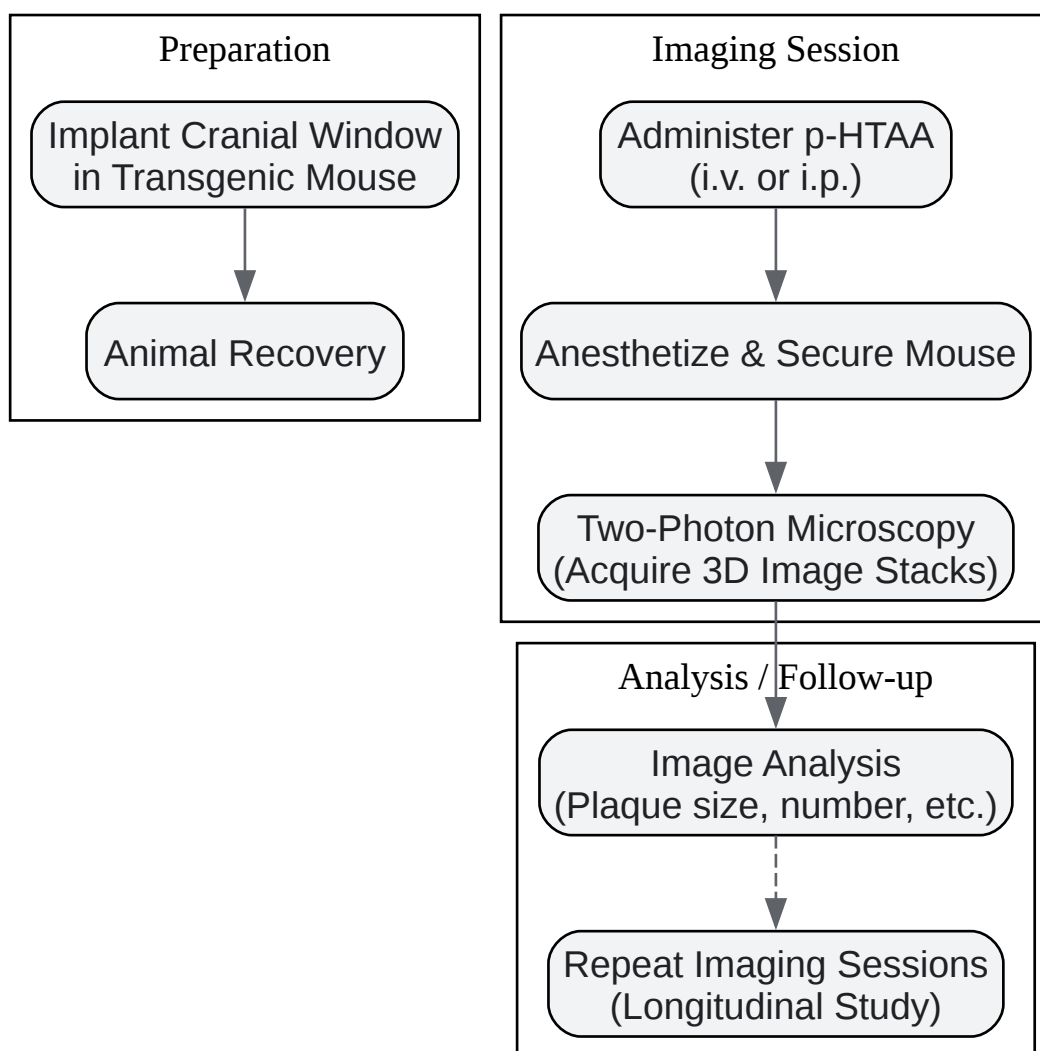 Preparation
Implant Cranial Window
in Transgenic Mouse
Animal Recovery
Imaging Session
Administer p-HTAA
(i.v. or i.p.)
Anesthetize & Secure Mouse
Two-Photon Microscopy
(Acquire 3D Image Stacks)
Analysis / Follow-up
Image Analysis
(Plaque size, number, etc.)
Repeat Imaging Sessions
(Longitudinal Study)